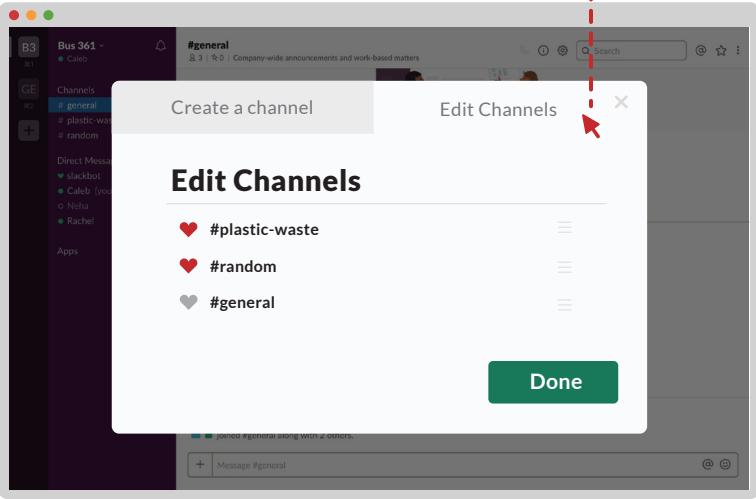 B3
⌘1
GE
⌘2
Bus 361
Caleb
Channels
# general
# plastic-was
# random
Direct Messa
slackbot
Caleb (you
Neha
Rachel
Apps
#general
3 | 0 | Company-wide announcements and work-based matters
Search
Create a channel
Edit Channels
Edit Channels
#plastic-waste
#random
#general
Done
joined #general along with 2 others.
Message #general